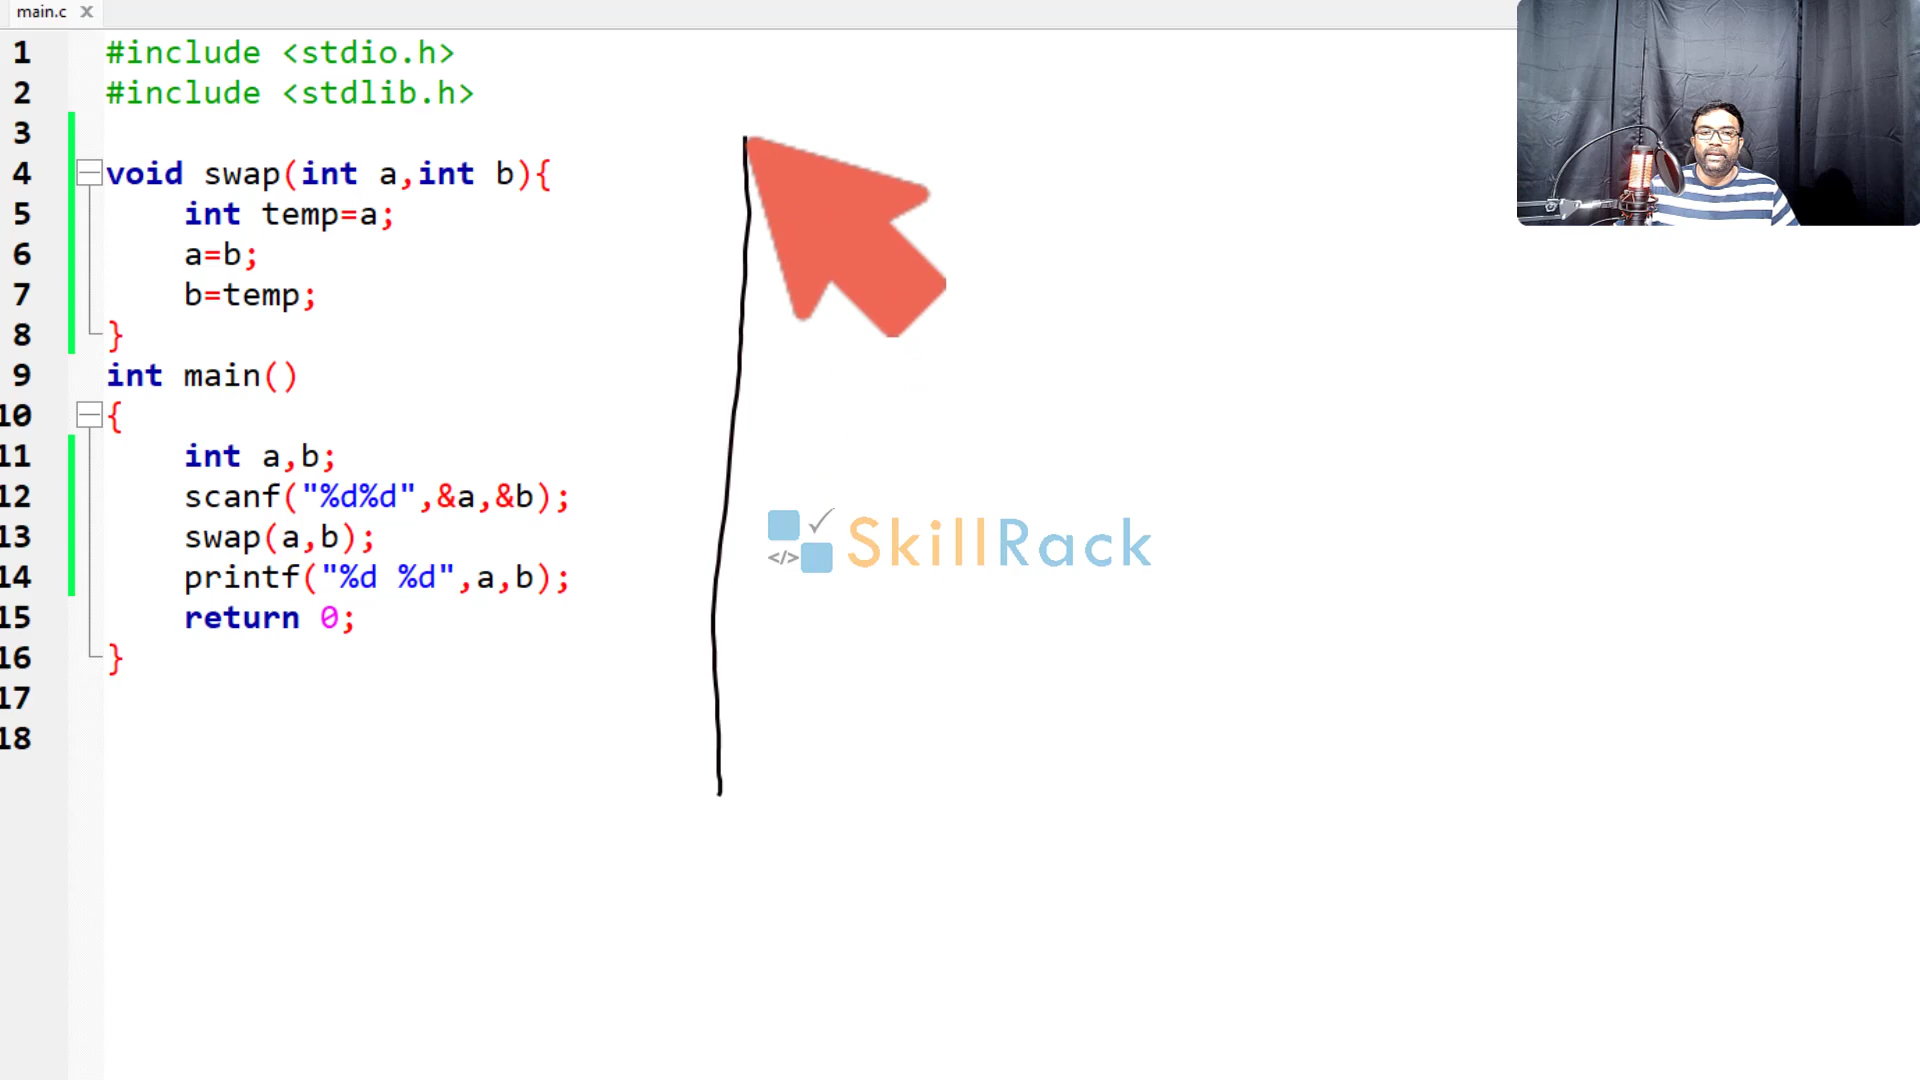 main.c
1 #include <stdio.h>
2 #include <stdlib.h>
3
4 void swap(int a,int b){
5 int temp=a;
6 a=b;
7 b=temp;
8 }
9 int main()
10 {
11 int a,b;
12 scanf("%d%d",&a,&b);
13 swap(a,b);
14 printf("%d %d",a,b);
15 return 0;
16 }
17
18
</> SkillRack